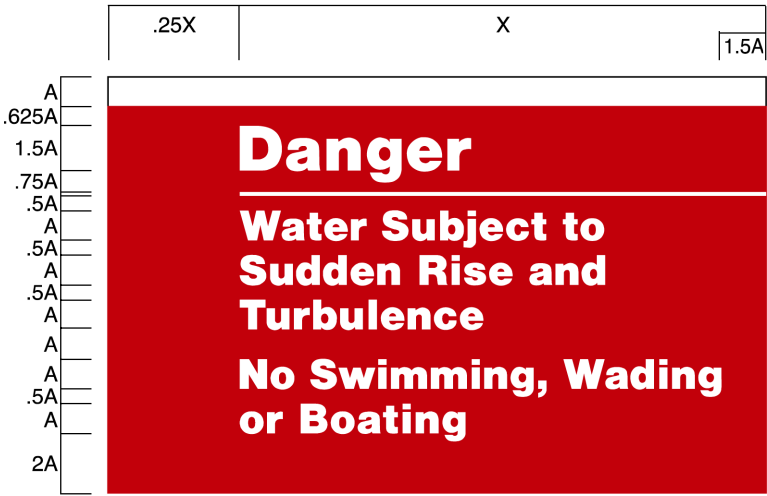 .25X X
1.5A
A
.625A
1.5A
.75A
.5A
A
.5A
A
.5A
A
A
A
.5A
A
2A
Danger
Water Subject to
Sudden Rise and
Turbulence
No Swimming, Wading
or Boating